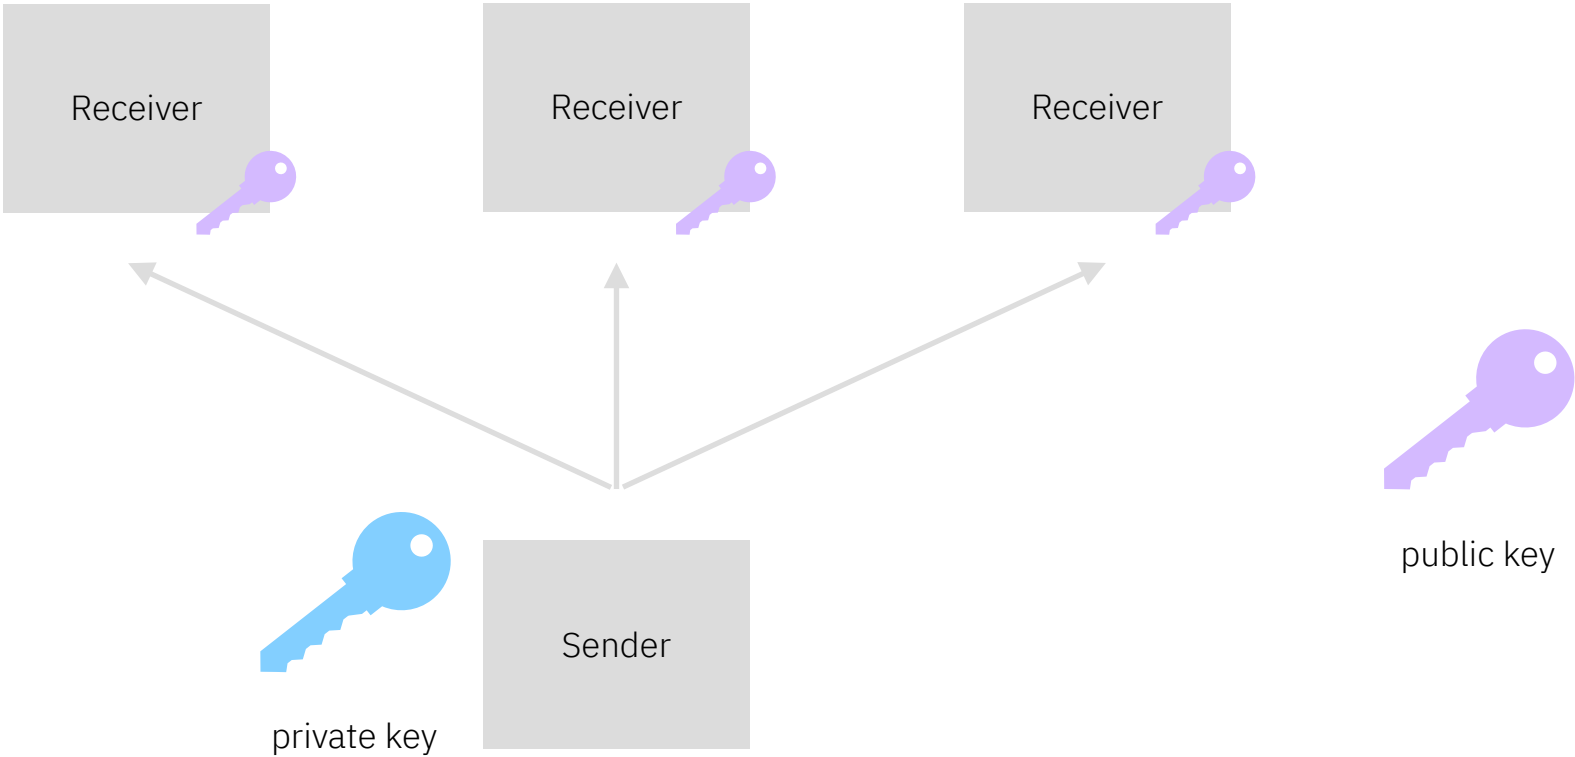 Receiver
Receiver
Receiver
public key
Sender
private key